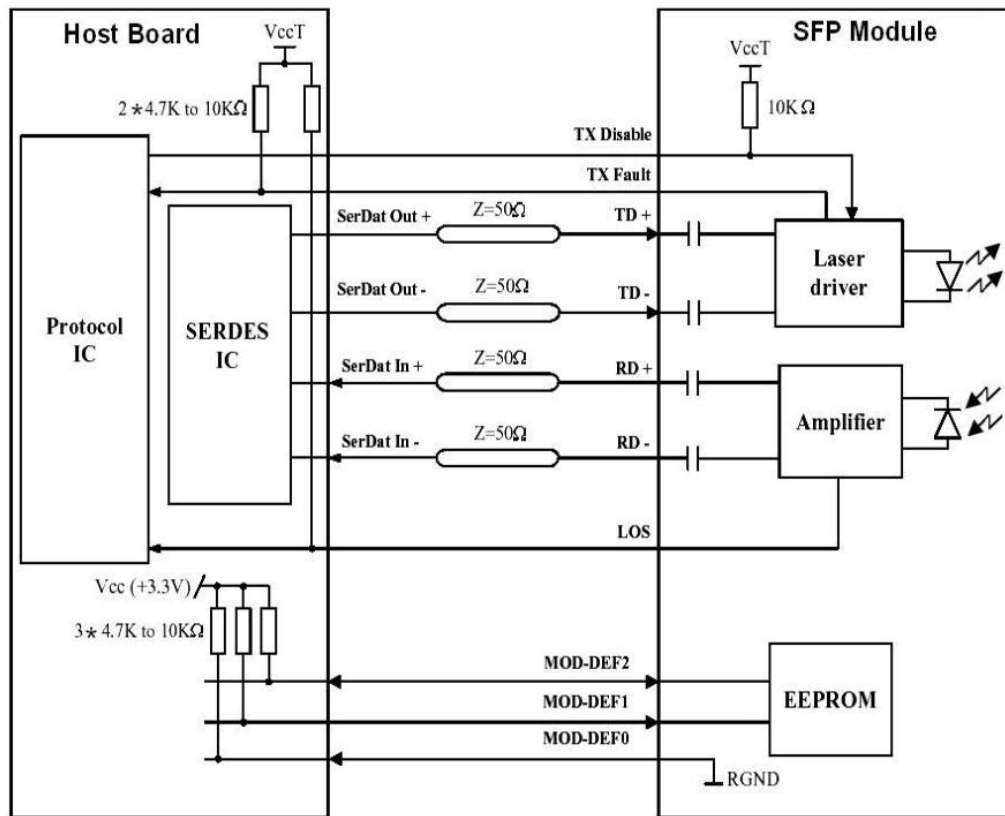 Host Board
SFP Module
VccT
VccT
2*4.7K to 10KΩ
10KΩ
TX Disable
TX Fault
SerDat Out +
Z=50Ω
TD +
SerDat Out -
Z=50Ω
TD -
Laser
driver
Protocol
IC
SERDES
IC
SerDat In +
Z=50Ω
RD +
SerDat In -
Z=50Ω
RD -
Amplifier
LOS
Vcc (+3.3V)
3*4.7K to 10KΩ
MOD-DEF2
MOD-DEF1
MOD-DEF0
EEPROM
RGND